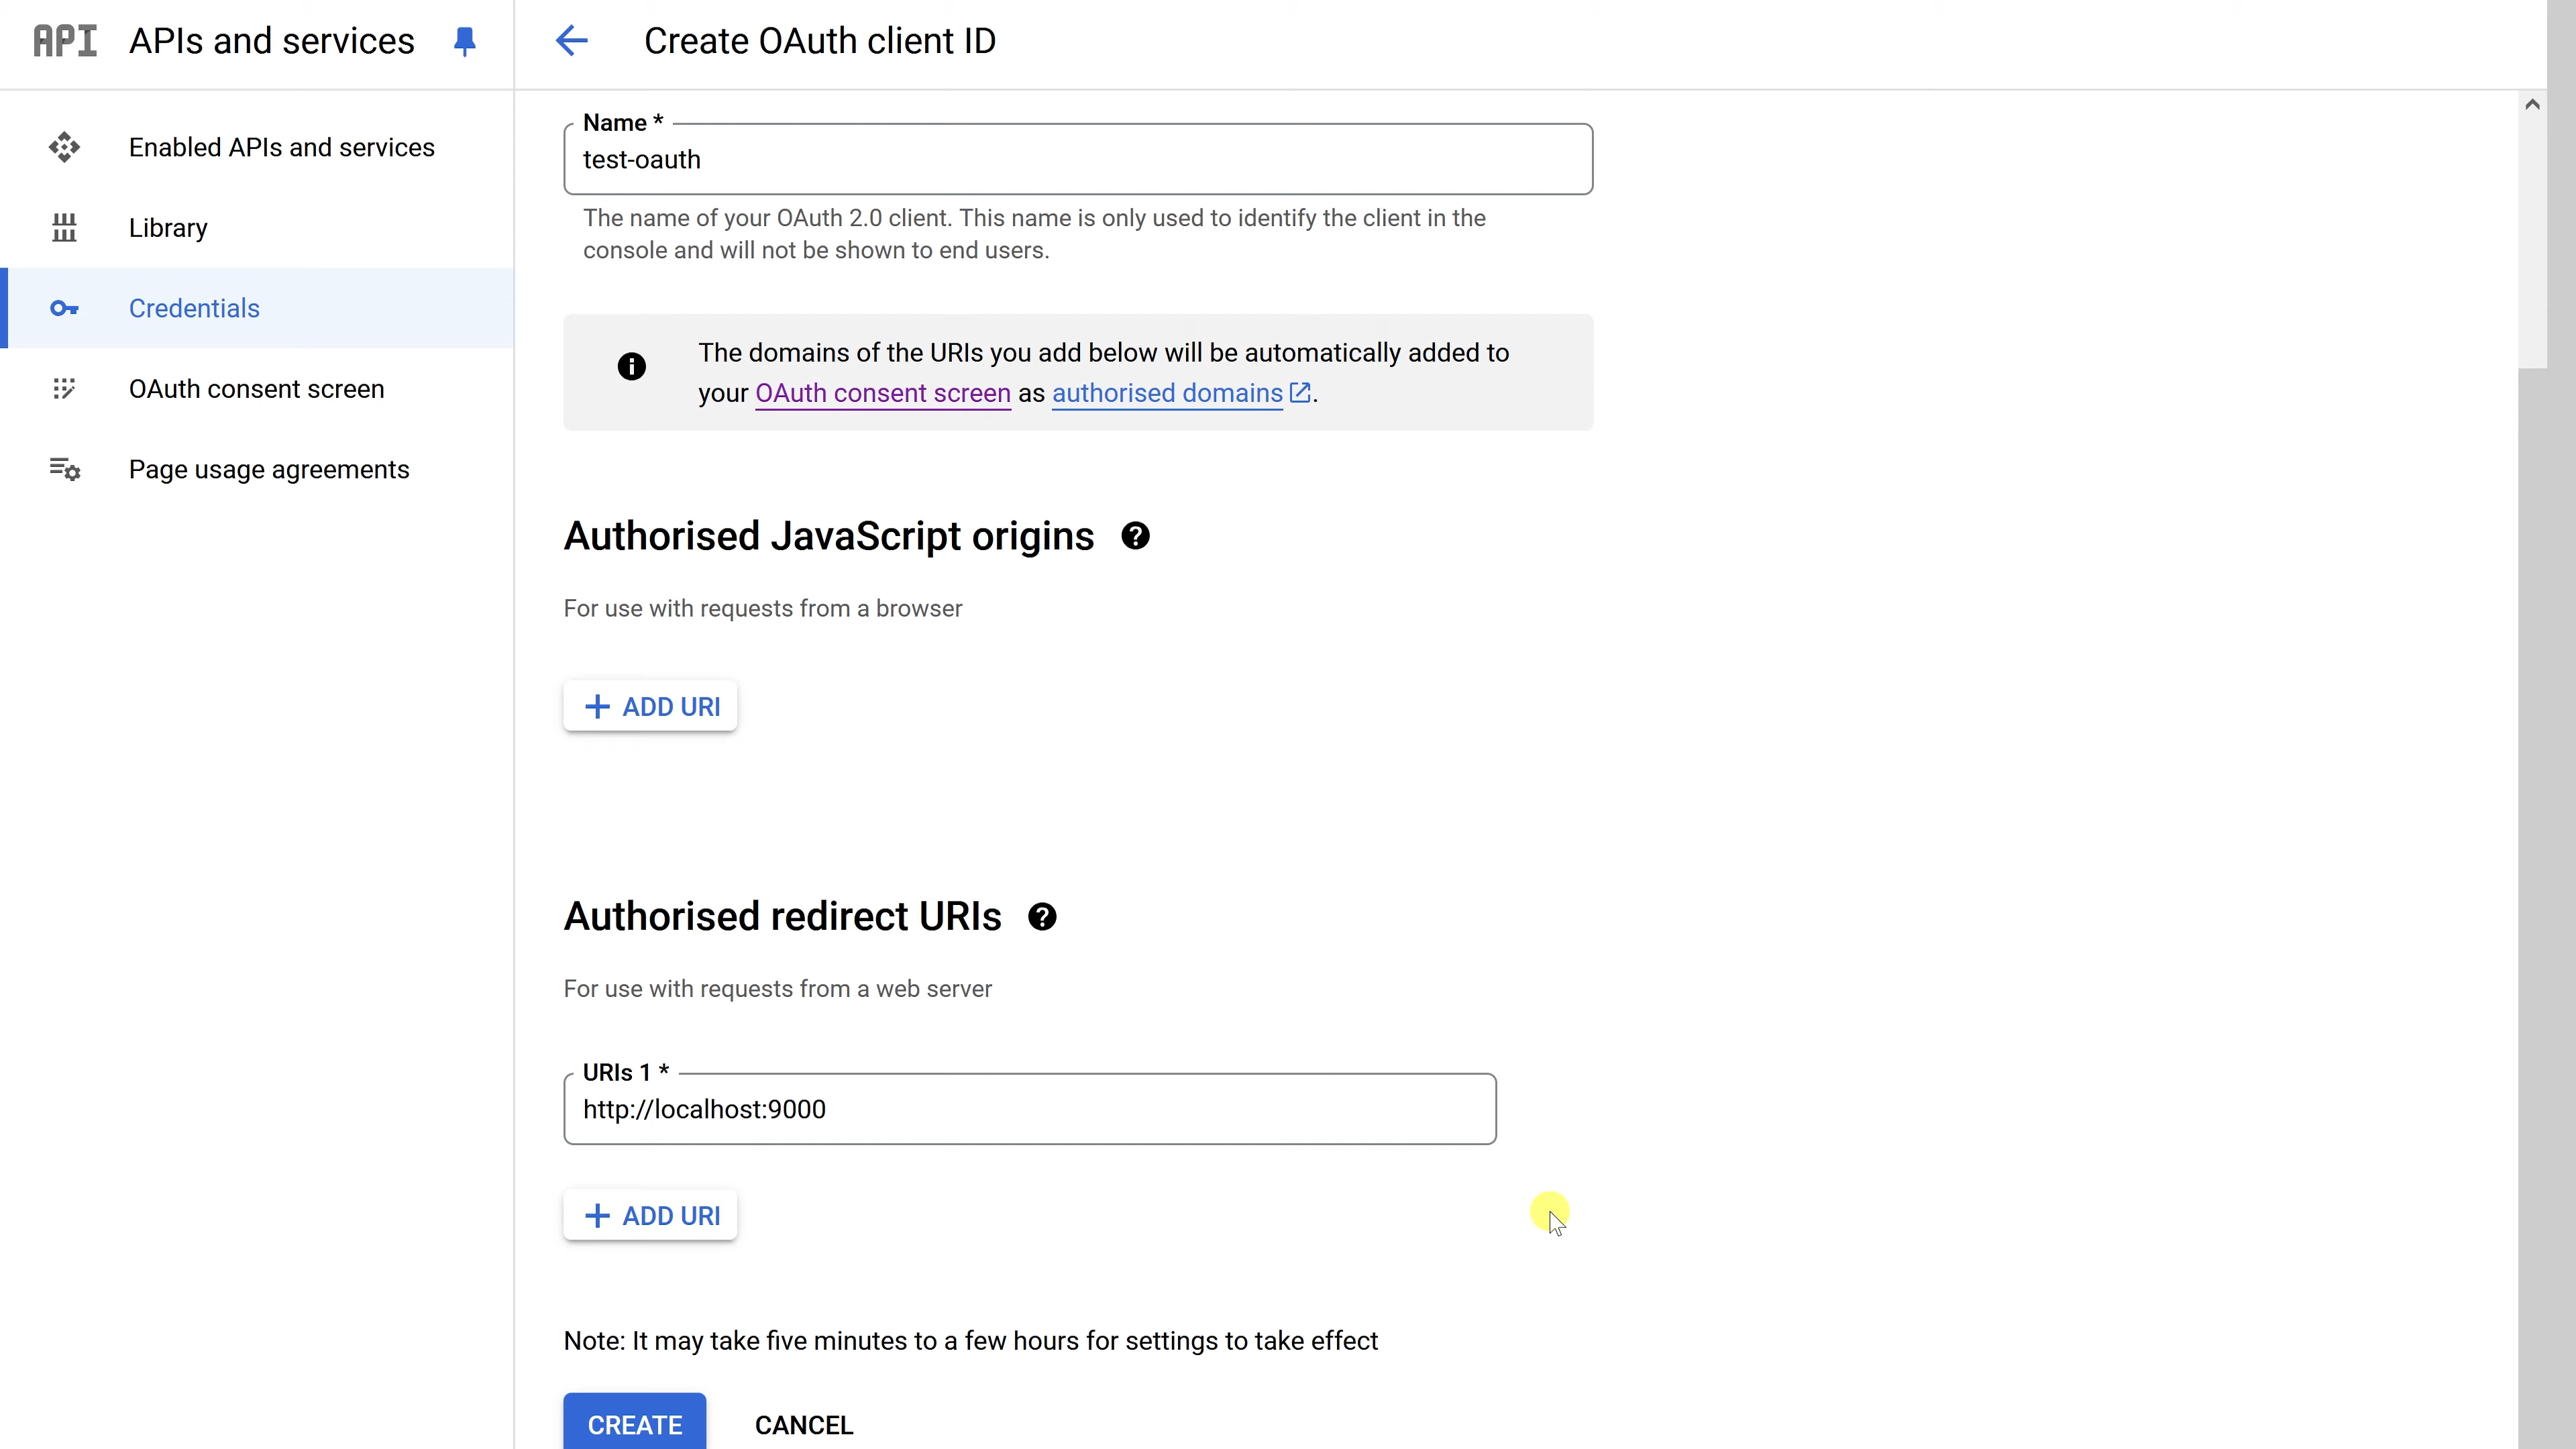 API APIs and services
Create OAuth client ID
Enabled APIs and services
Library
Credentials
OAuth consent screen
Page usage agreements
Name *
test-oauth
The name of your OAuth 2.0 client. This name is only used to identify the client in the
console and will not be shown to end users.
The domains of the URIs you add below will be automatically added to
your OAuth consent screen as authorised domains.
Authorised JavaScript origins
For use with requests from a browser
+ ADD URI
Authorised redirect URIs
For use with requests from a web server
URIs 1 *
http://localhost:9000
+ ADD URI
Note: It may take five minutes to a few hours for settings to take effect
CREATE CANCEL